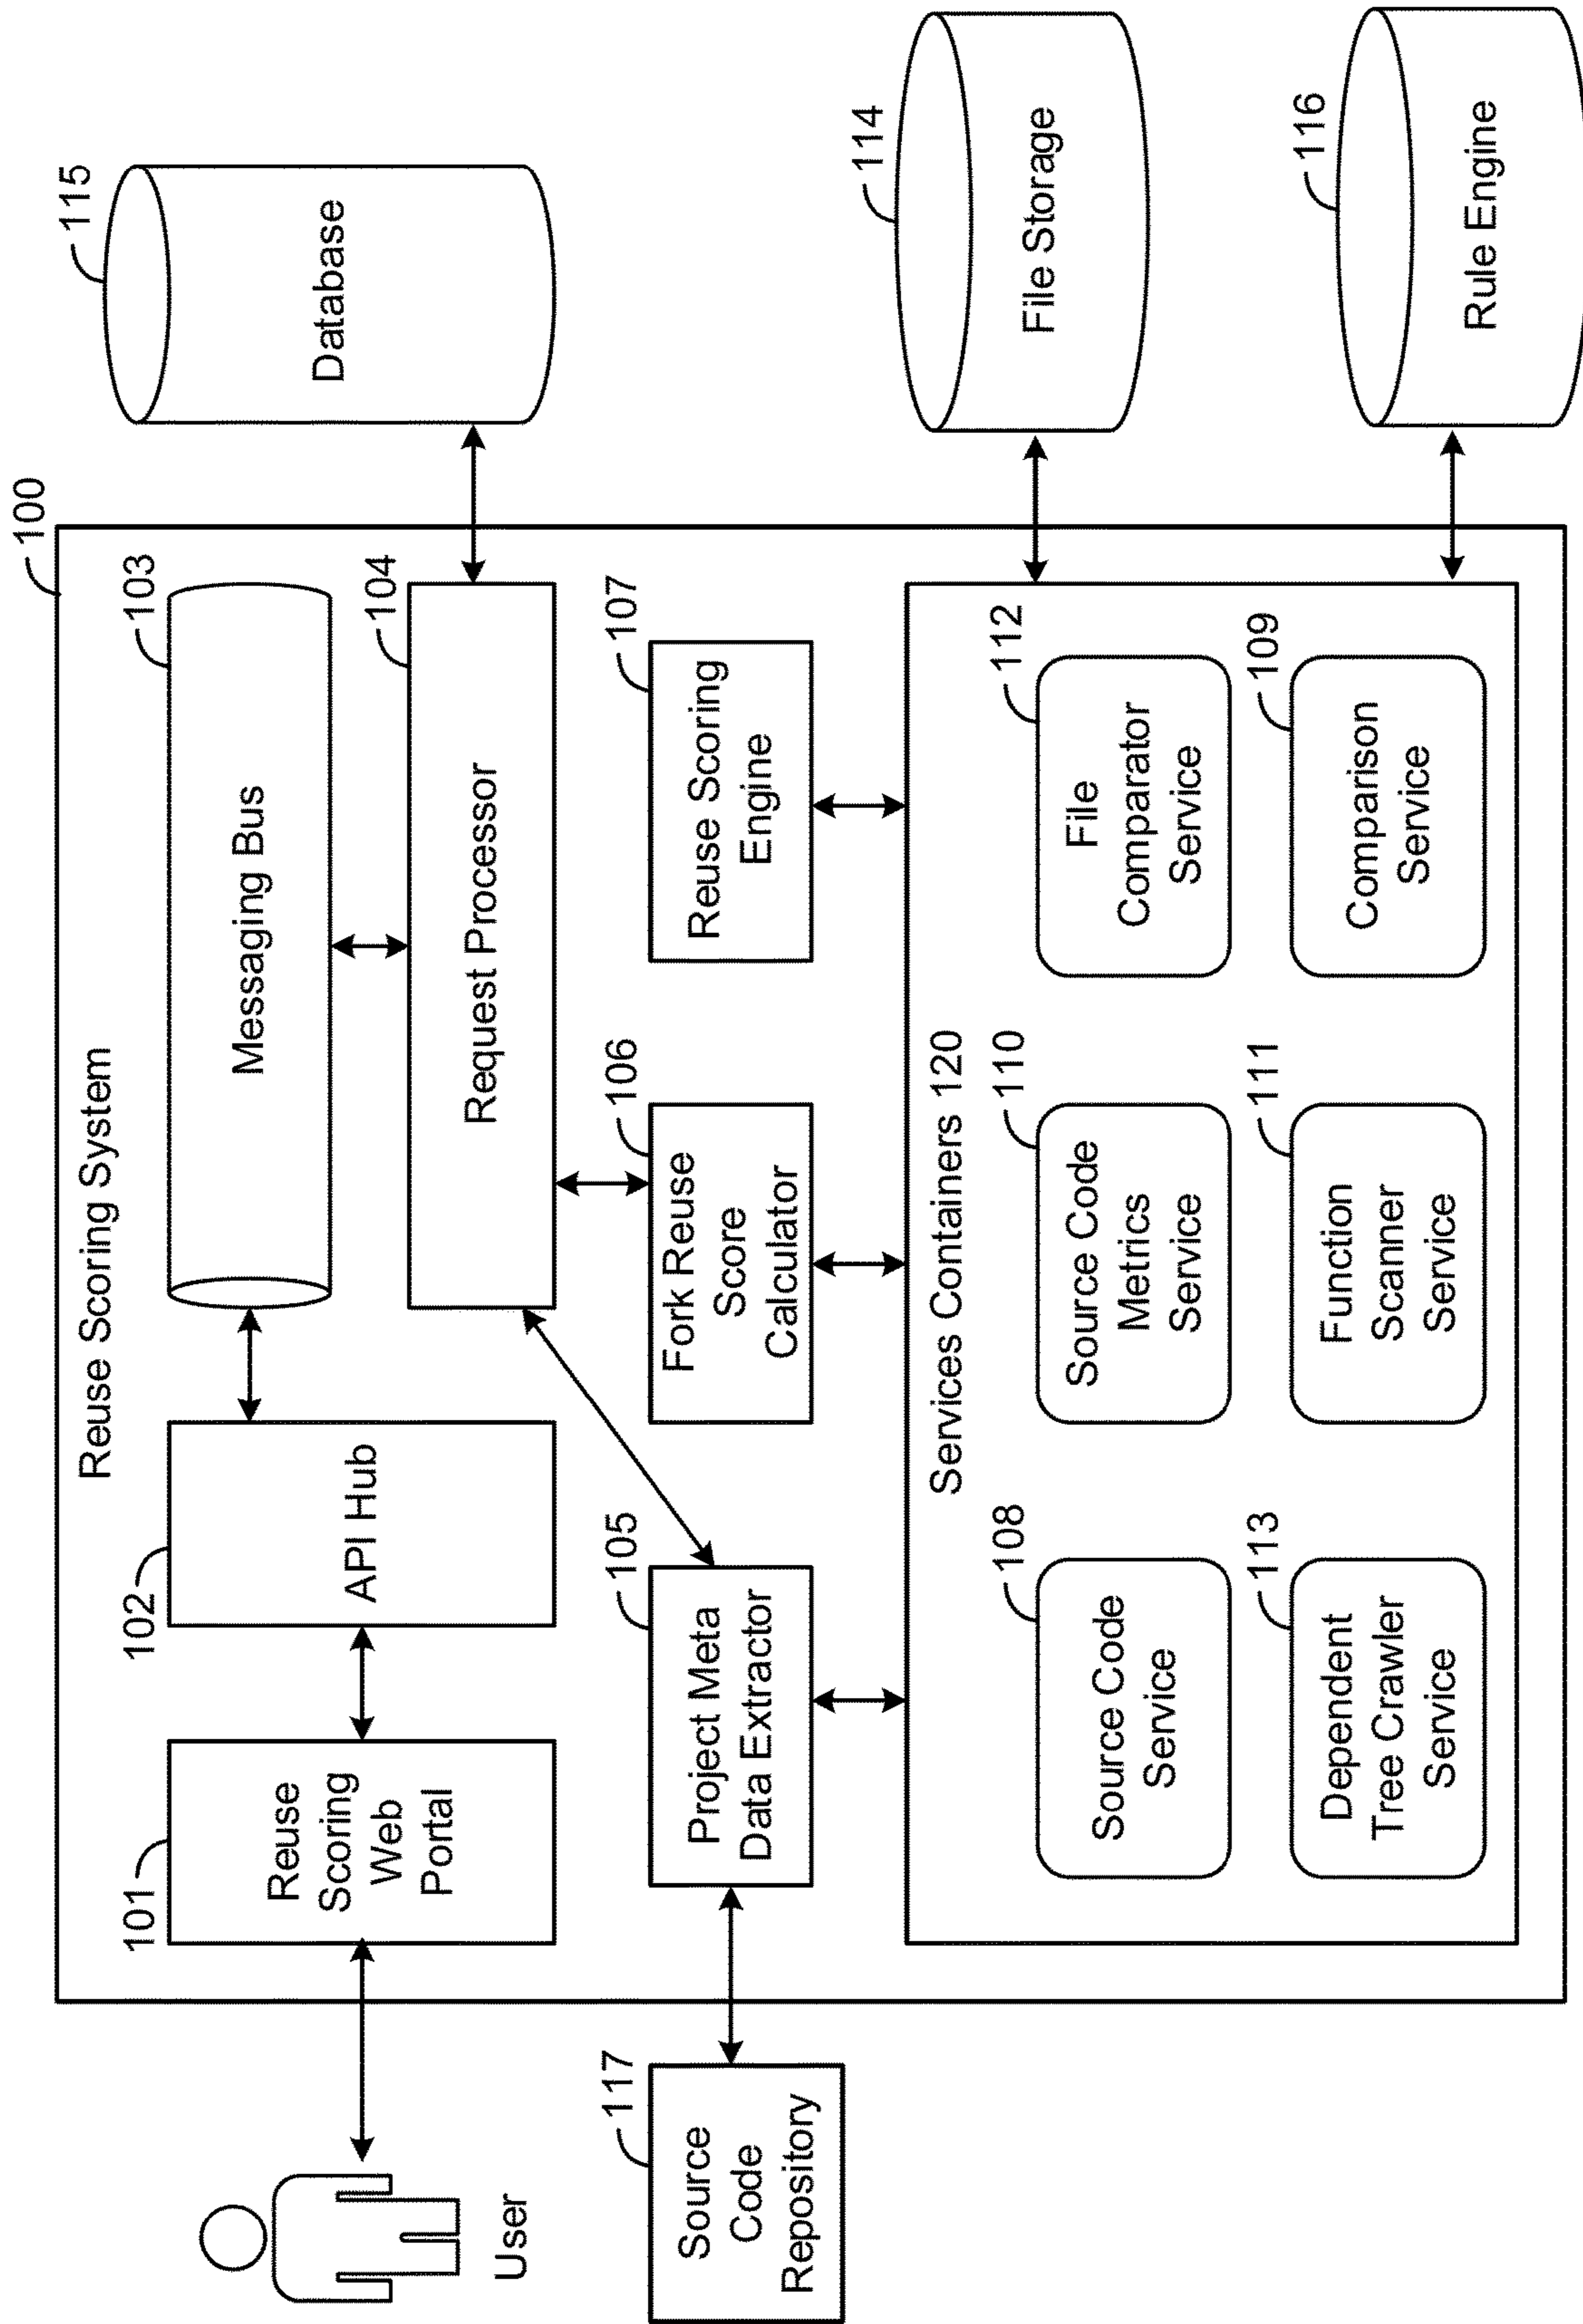 100
Reuse Scoring System
101
Reuse
Scoring
Web
Portal
102
API Hub
103
Messaging Bus
115
Database
104
Request Processor
User
117
Source
Code
Repository
105
Project Meta
Data Extractor
106
Fork Reuse
Score
Calculator
107
Reuse Scoring
Engine
Services Containers 120
108
Source Code
Service
110
Source Code
Metrics
Service
112
File
Comparator
Service
114
File Storage
113
Dependent
Tree Crawler
Service
111
Function
Scanner
Service
109
Comparison
Service
116
Rule Engine